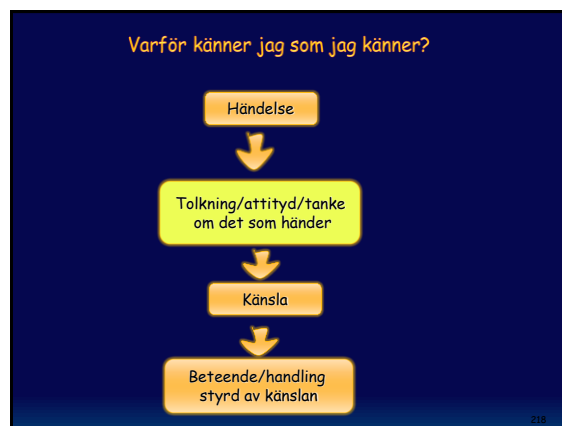 Varför känner jag som jag känner?
Händelse
Tolkning/attityd/tanke
om det som händer
Känsla
Beteende/handling
styrd av känslan
218